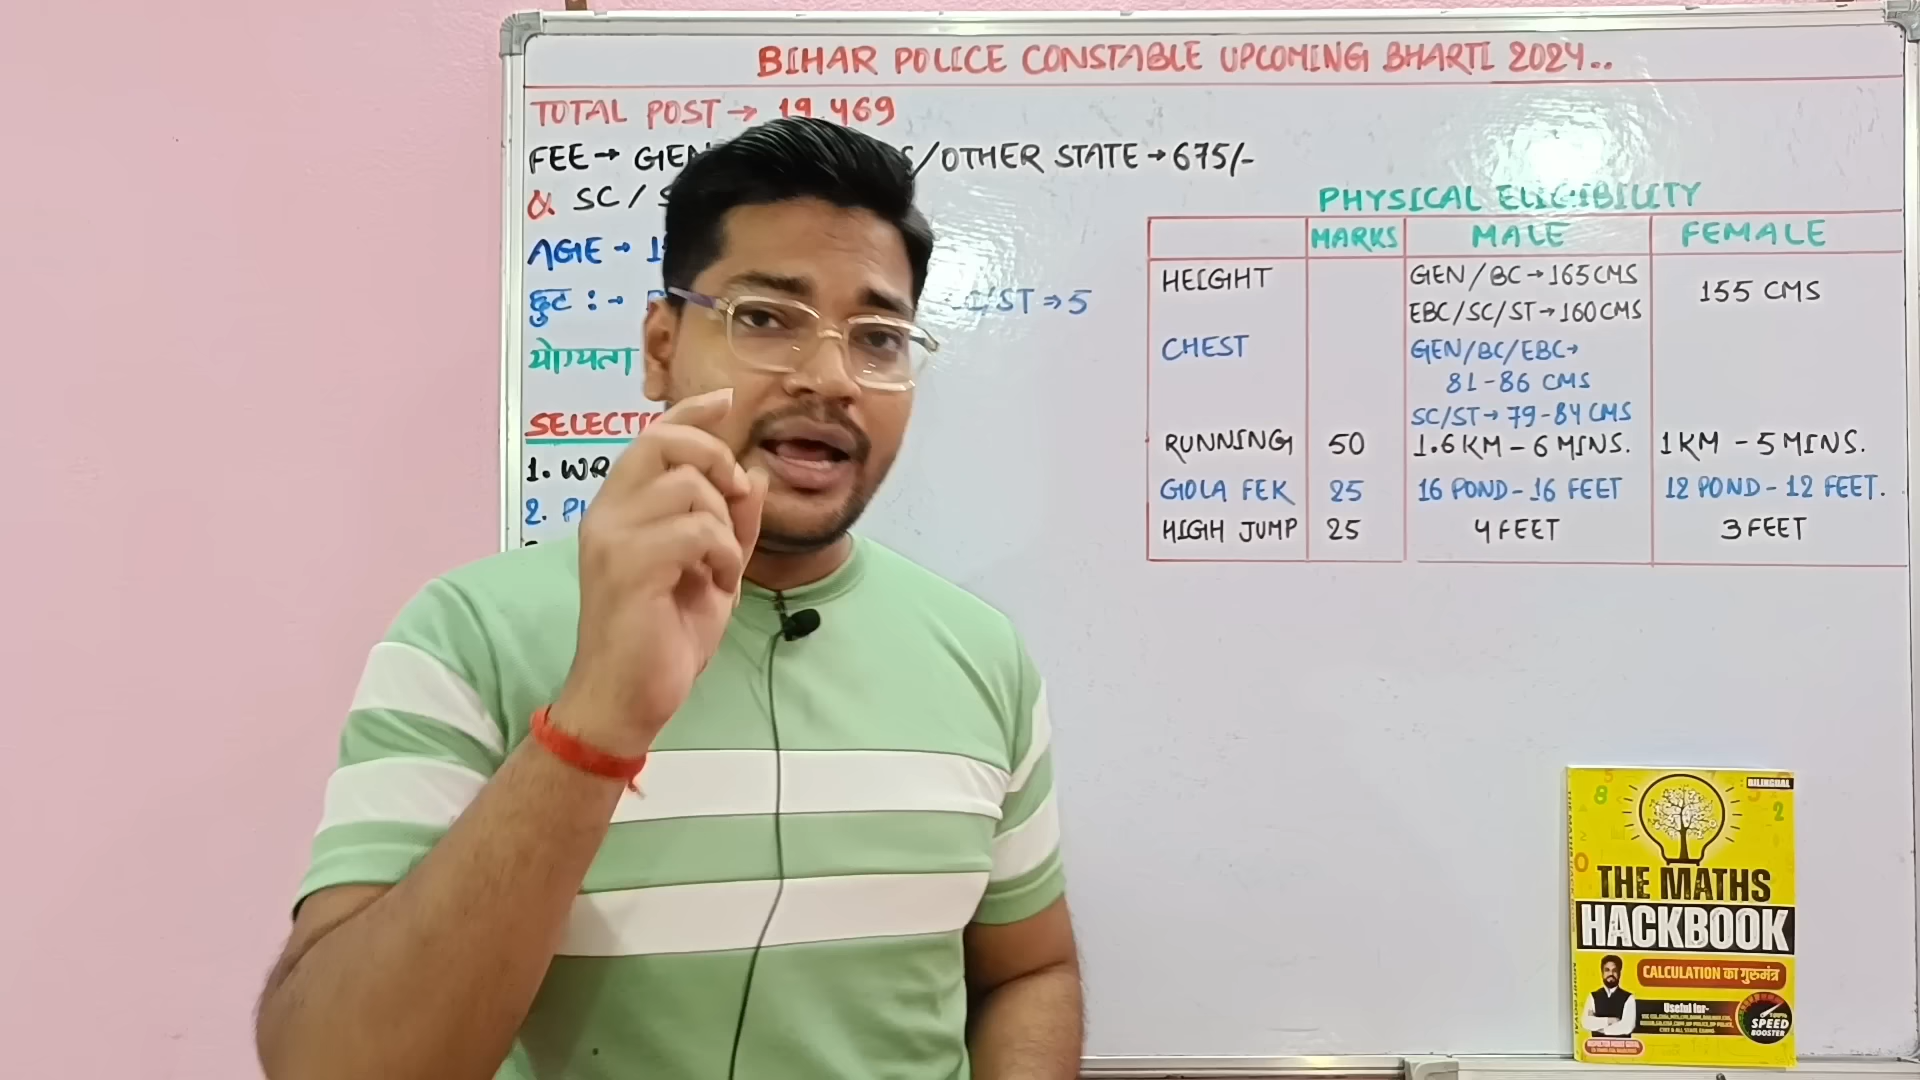 BIHAR POLICE CONSTABLE UPCOMING BHARTI 2024..
TOTAL POST → 19,469
FEE → GEN /OTHER STATE → 675/-
& SC /
AGE →
छुट : → /ST ⇒ 5
योग्यता
1.
2.
PHYSICAL ELIGIBILITY
MARKS MALE FEMALE
HEIGHT GEN / BC → 165 CMS 155 CMS
EBC/SC/ST → 160 CMS
CHEST GEN/BC/EBC →
81-86 CMS
SC/ST → 79-84 CMS
RUNNING 50 1.6 KM - 6 MINS. 1 KM - 5 MINS.
GOLA FEK 25 16 POND - 16 FEET 12 POND - 12 FEET.
HIGH JUMP 25 4 FEET 3 FEET
BILINGUAL
THE MATHS
HACKBOOK
CALCULATION का गुरुमंत्र
Useful for-
100%
SPEED
BOOSTER